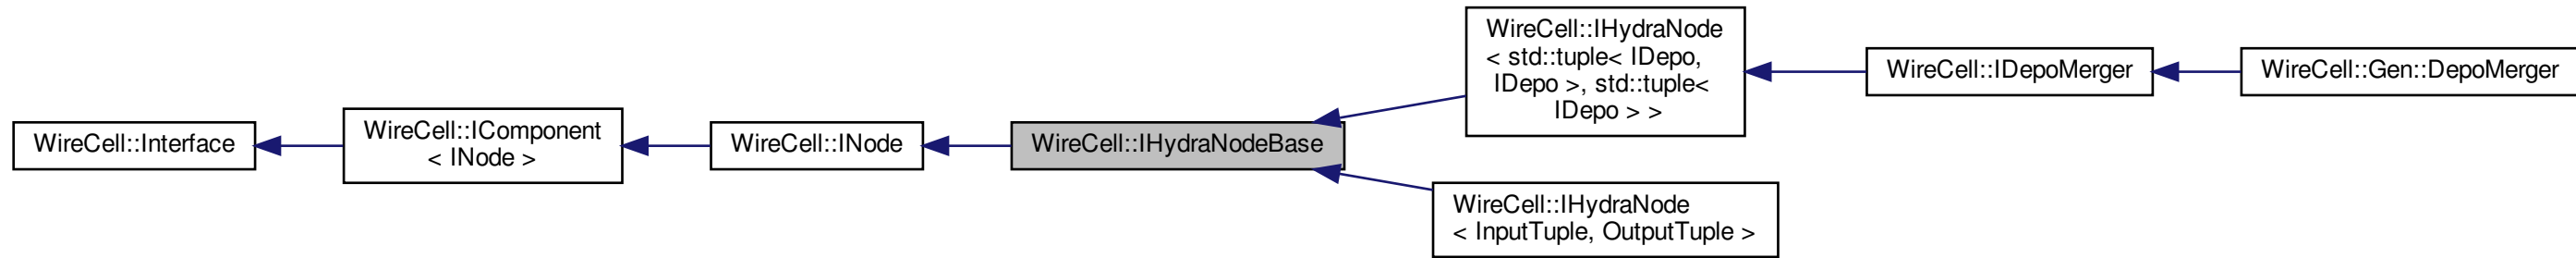 WireCell::Interface
WireCell::IComponent
< INode >
WireCell::INode
WireCell::IHydraNodeBase
WireCell::IHydraNode
< std::tuple< IDepo,
IDepo >, std::tuple<
IDepo > >
WireCell::IDepoMerger
WireCell::Gen::DepoMerger
WireCell::IHydraNode
< InputTuple, OutputTuple >